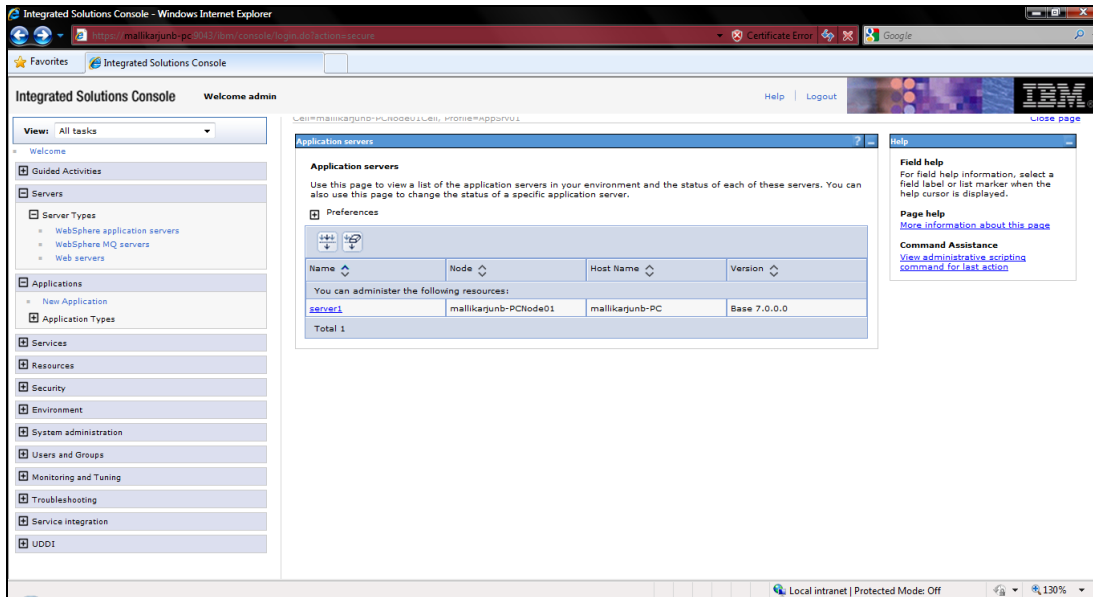 Integrated Solutions Console - Windows Internet Explorer
https://mallikarjunb-pc:9043/ibm/console/login.do?action=secure
Certificate Error
Google
Favorites
Integrated Solutions Console
Integrated Solutions Console
Welcome admin
Help
Logout
IBM.
View: All tasks
Welcome
Guided Activities
Servers
Server Types
WebSphere application servers
WebSphere MQ servers
Web servers
Applications
New Application
Application Types
Services
Resources
Security
Environment
System administration
Users and Groups
Monitoring and Tuning
Troubleshooting
Service integration
UDDI
Cell=mallikarjunb-PCNode01Cell, Profile=AppSrv01
Close page
Application servers
?
Application servers
Use this page to view a list of the application servers in your environment and the status of each of these servers. You can
also use this page to change the status of a specific application server.
Preferences
Name
Node
Host Name
Version
You can administer the following resources:
server1
mallikarjunb-PCNode01
mallikarjunb-PC
Base 7.0.0.0
Total 1
Help
Field help
For field help information, select a
field label or list marker when the
help cursor is displayed.
Page help
More information about this page
Command Assistance
View administrative scripting
command for last action
Local intranet | Protected Mode: Off
130%